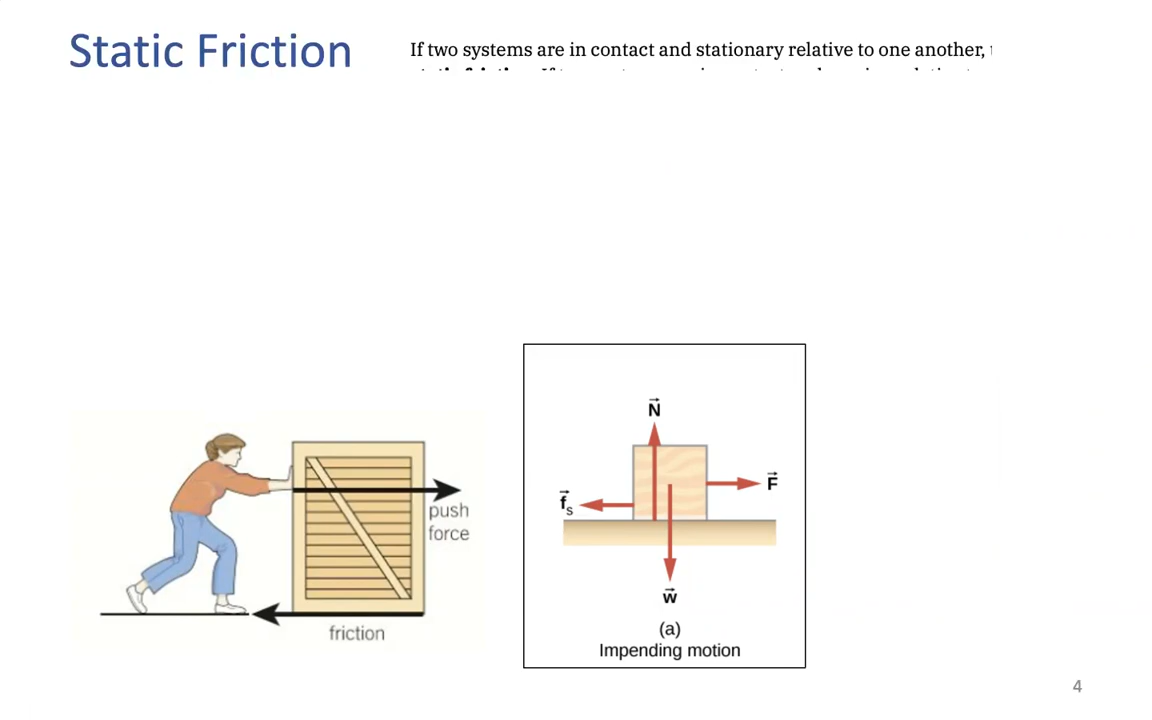 Static Friction
If two systems are in contact and stationary relative to one another,
push
force
friction
N
F
fs
w
(a)
Impending motion
4